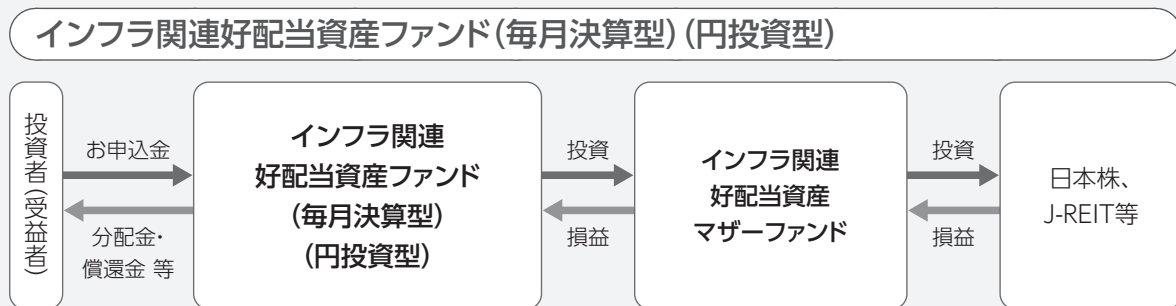 インフラ関連好配当資産ファンド(毎月決算型)(円投資型)
投資者(受益者)
お申込金
分配金・
償還金 等
インフラ関連
好配当資産ファンド
(毎月決算型)
(円投資型)
投資
損益
インフラ関連
好配当資産
マザーファンド
投資
損益
日本株、
J-REIT等